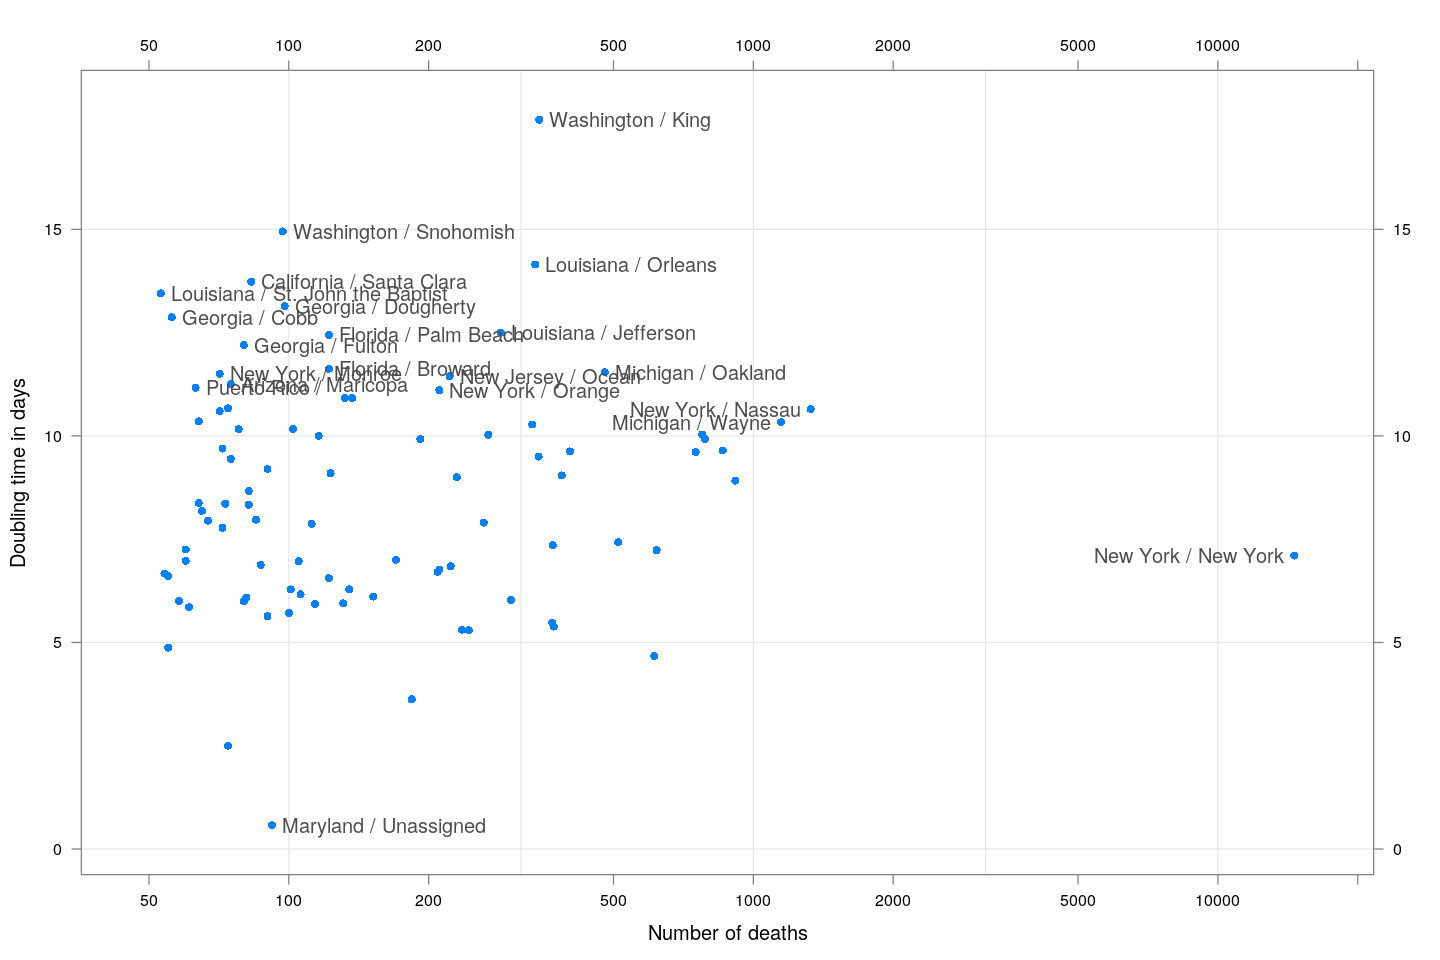 50 100 200 500 1000 2000 5000 10000
Washington / King
15 Washington / Snohomish 15
Louisiana / Orleans
California / Santa Clara
Louisiana / St. John the Baptist
Georgia / Dougherty
Georgia / Cobb
Florida / Palm Beach Louisiana / Jefferson
Georgia / Fulton
Florida / Broward
New York / Monroe Michigan / Oakland
New Jersey / Ocean
Arizona / Maricopa
Puerto Rico /
New York / Orange
New York / Nassau
Michigan / Wayne
10 10
Doubling time in days
New York / New York
5 5
Maryland / Unassigned
0 0
50 100 200 500 1000 2000 5000 10000
Number of deaths